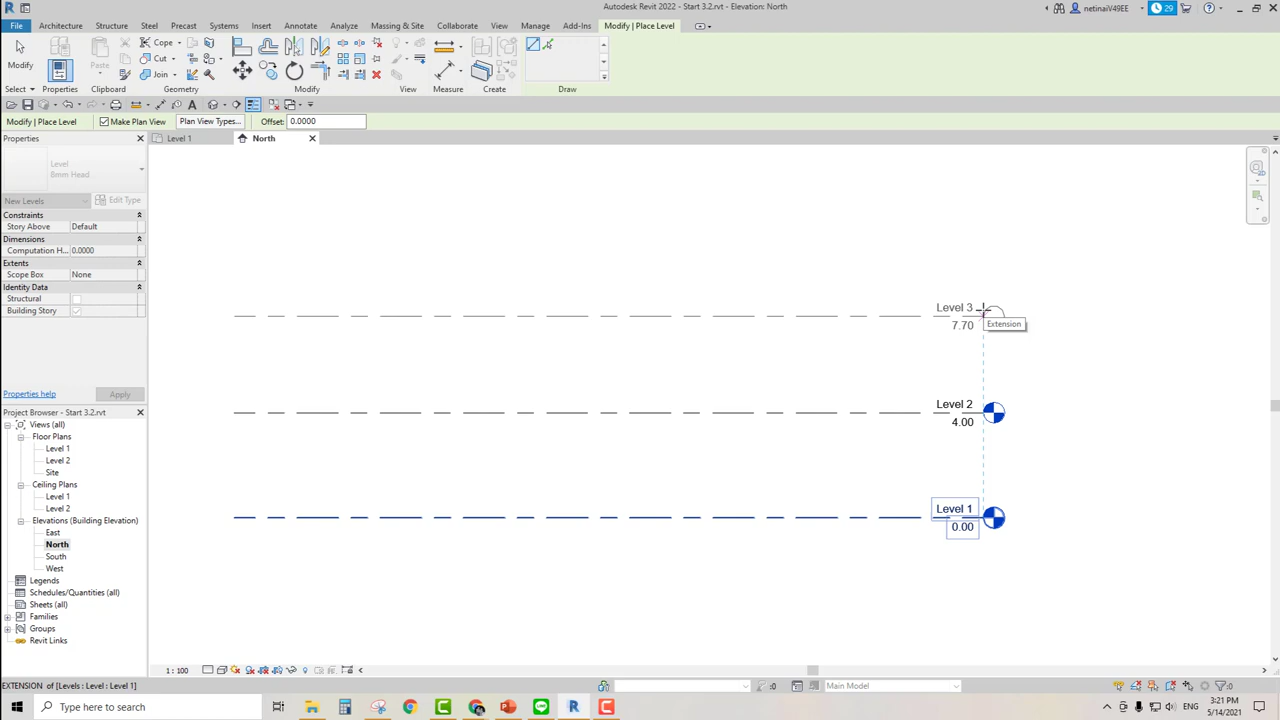 Autodesk Revit 2022 - Start 3.2.rvt - Elevation: North
netinaiV49EE
29
File Architecture Structure Steel Precast Systems Insert Annotate Analyze Massing & Site Collaborate View Manage Add-Ins Modify | Place Level
Modify
Properties
Paste
Cope
Cut
Join
Select Properties Clipboard Geometry Modify View Measure Create Draw
Modify | Place Level Make Plan View Plan View Types... Offset: 0.0000
Properties
Level 1
North
Level
8mm Head
New Levels Edit Type
Constraints
Story Above Default
Dimensions
Computation H... 0.0000
Extents
Scope Box None
Identity Data
Structural
Building Story
Properties help Apply
Project Browser - Start 3.2.rvt
Views (all)
Floor Plans
Level 1
Level 2
Site
Ceiling Plans
Level 1
Level 2
Elevations (Building Elevation)
East
North
South
West
Legends
Schedules/Quantities (all)
Sheets (all)
Families
Groups
Revit Links
Level 3
7.70
Extension
Level 2
4.00
Level 1
0.00
1 : 100
EXTENSION of [Levels : Level : Level 1]
:0
Main Model
:0
Type here to search
ENG
3:21 PM
5/14/2021